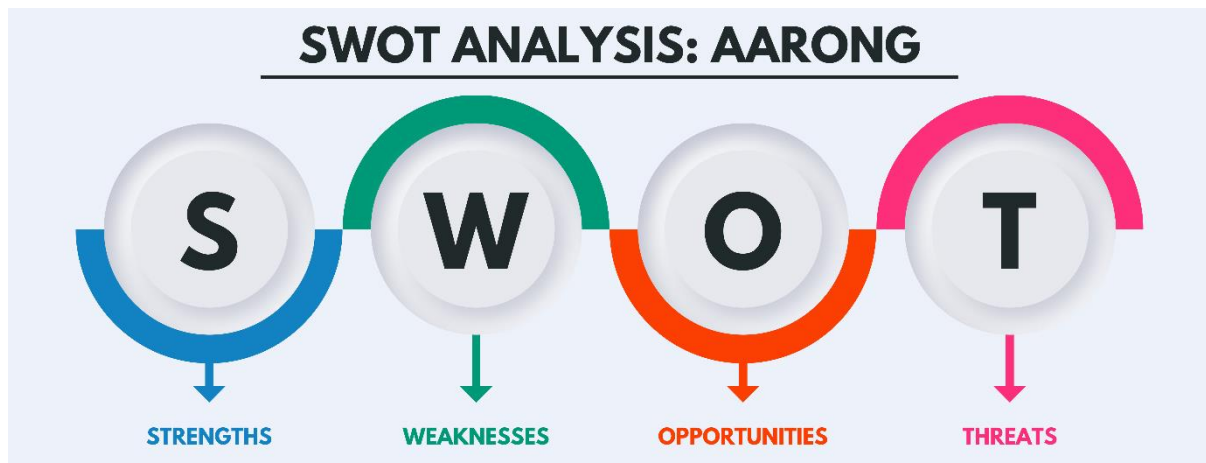 SWOT ANALYSIS: AARONG
S W O T
STRENGTHS WEAKNESSES OPPORTUNITIES THREATS